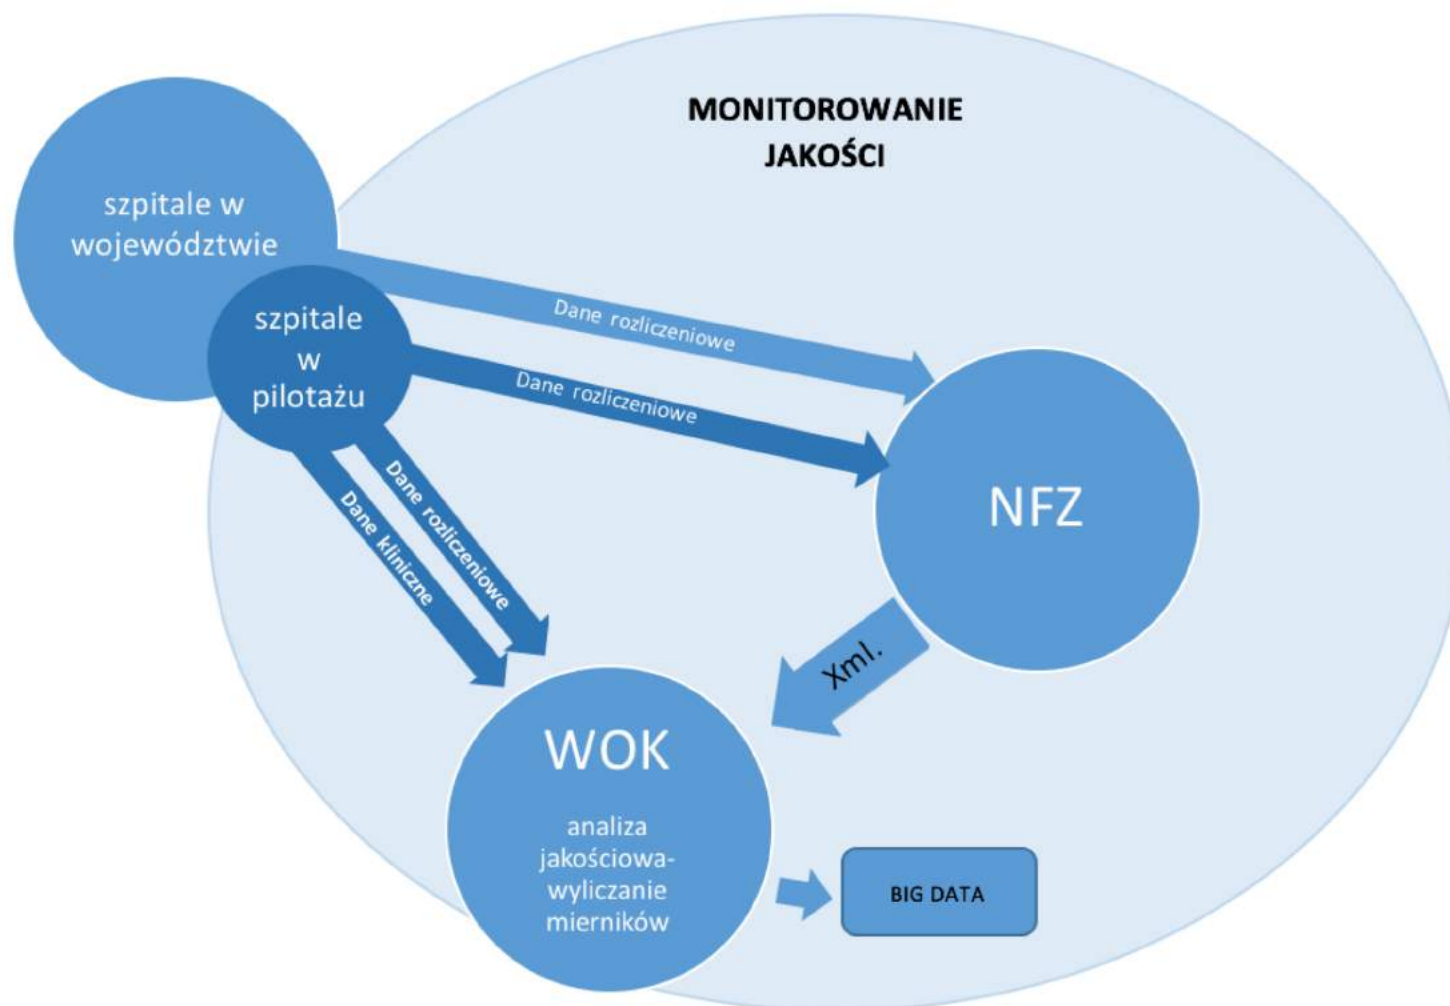 MONITOROWANIE
JAKOŚCI
szpitale w
województwie
szpitale
w
pilotażu
Dane rozliczeniowe
Dane rozliczeniowe
Dane rozliczeniowe
Dane kliniczne
NFZ
Xml.
WOK
analiza
jakościowa-
wyliczanie
mierników
BIG DATA